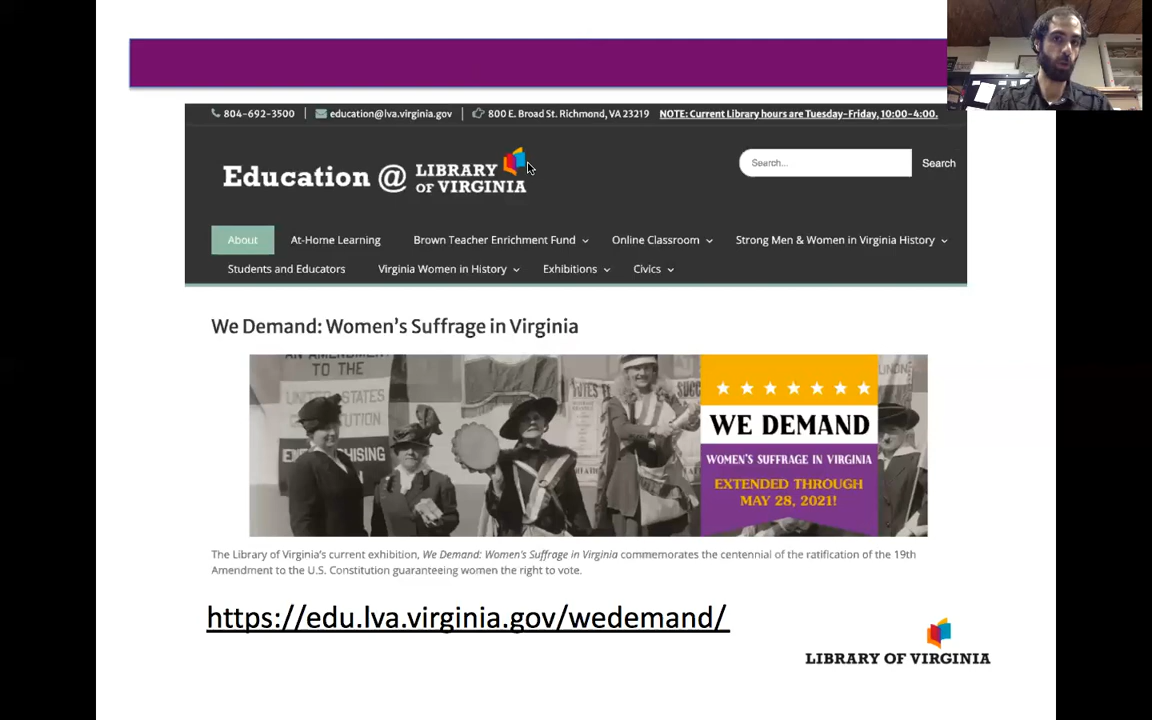 804-692-3500 | education@lva.virginia.gov | 800 E. Broad St. Richmond, VA 23219 NOTE: Current Library hours are Tuesday-Friday, 10:00-4:00.
Education @ LIBRARY OF VIRGINIA
Search... Search
About At-Home Learning Brown Teacher Enrichment Fund Online Classroom Strong Men & Women in Virginia History
Students and Educators Virginia Women in History Exhibitions Civics
We Demand: Women's Suffrage in Virginia
AN AMENDMENT
TO THE
UNITED STATES
CONSTITUTION
VOTES
WE DEMAND
WOMEN'S SUFFRAGE IN VIRGINIA
EXTENDED THROUGH
MAY 28, 2021!
The Library of Virginia's current exhibition, We Demand: Women's Suffrage in Virginia commemorates the centennial of the ratification of the 19th
Amendment to the U.S. Constitution guaranteeing women the right to vote.
https://edu.lva.virginia.gov/wedemand/
LIBRARY OF VIRGINIA